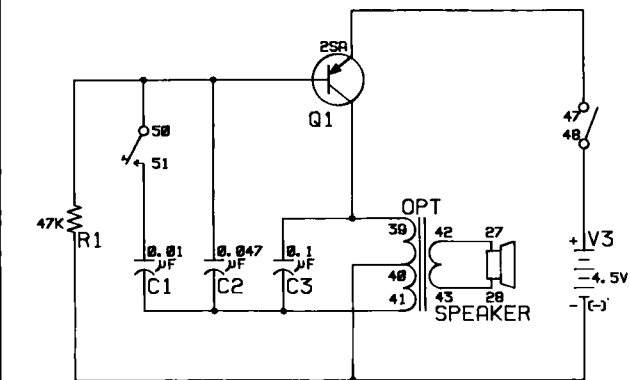 2SA
Q1
47
48
50
51
47K
R1
0.01
µF
C1
0.047
µF
C2
0.1
µF
C3
OPT
39
40
41
42
43
27
28
SPEAKER
+ V3
4.5V
- (-)